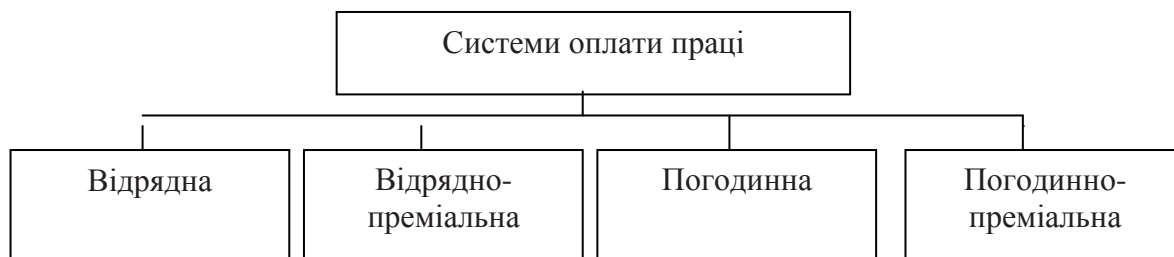 Системи оплати праці
Відрядна
Відрядно-
преміальна
Погодинна
Погодинно-
преміальна